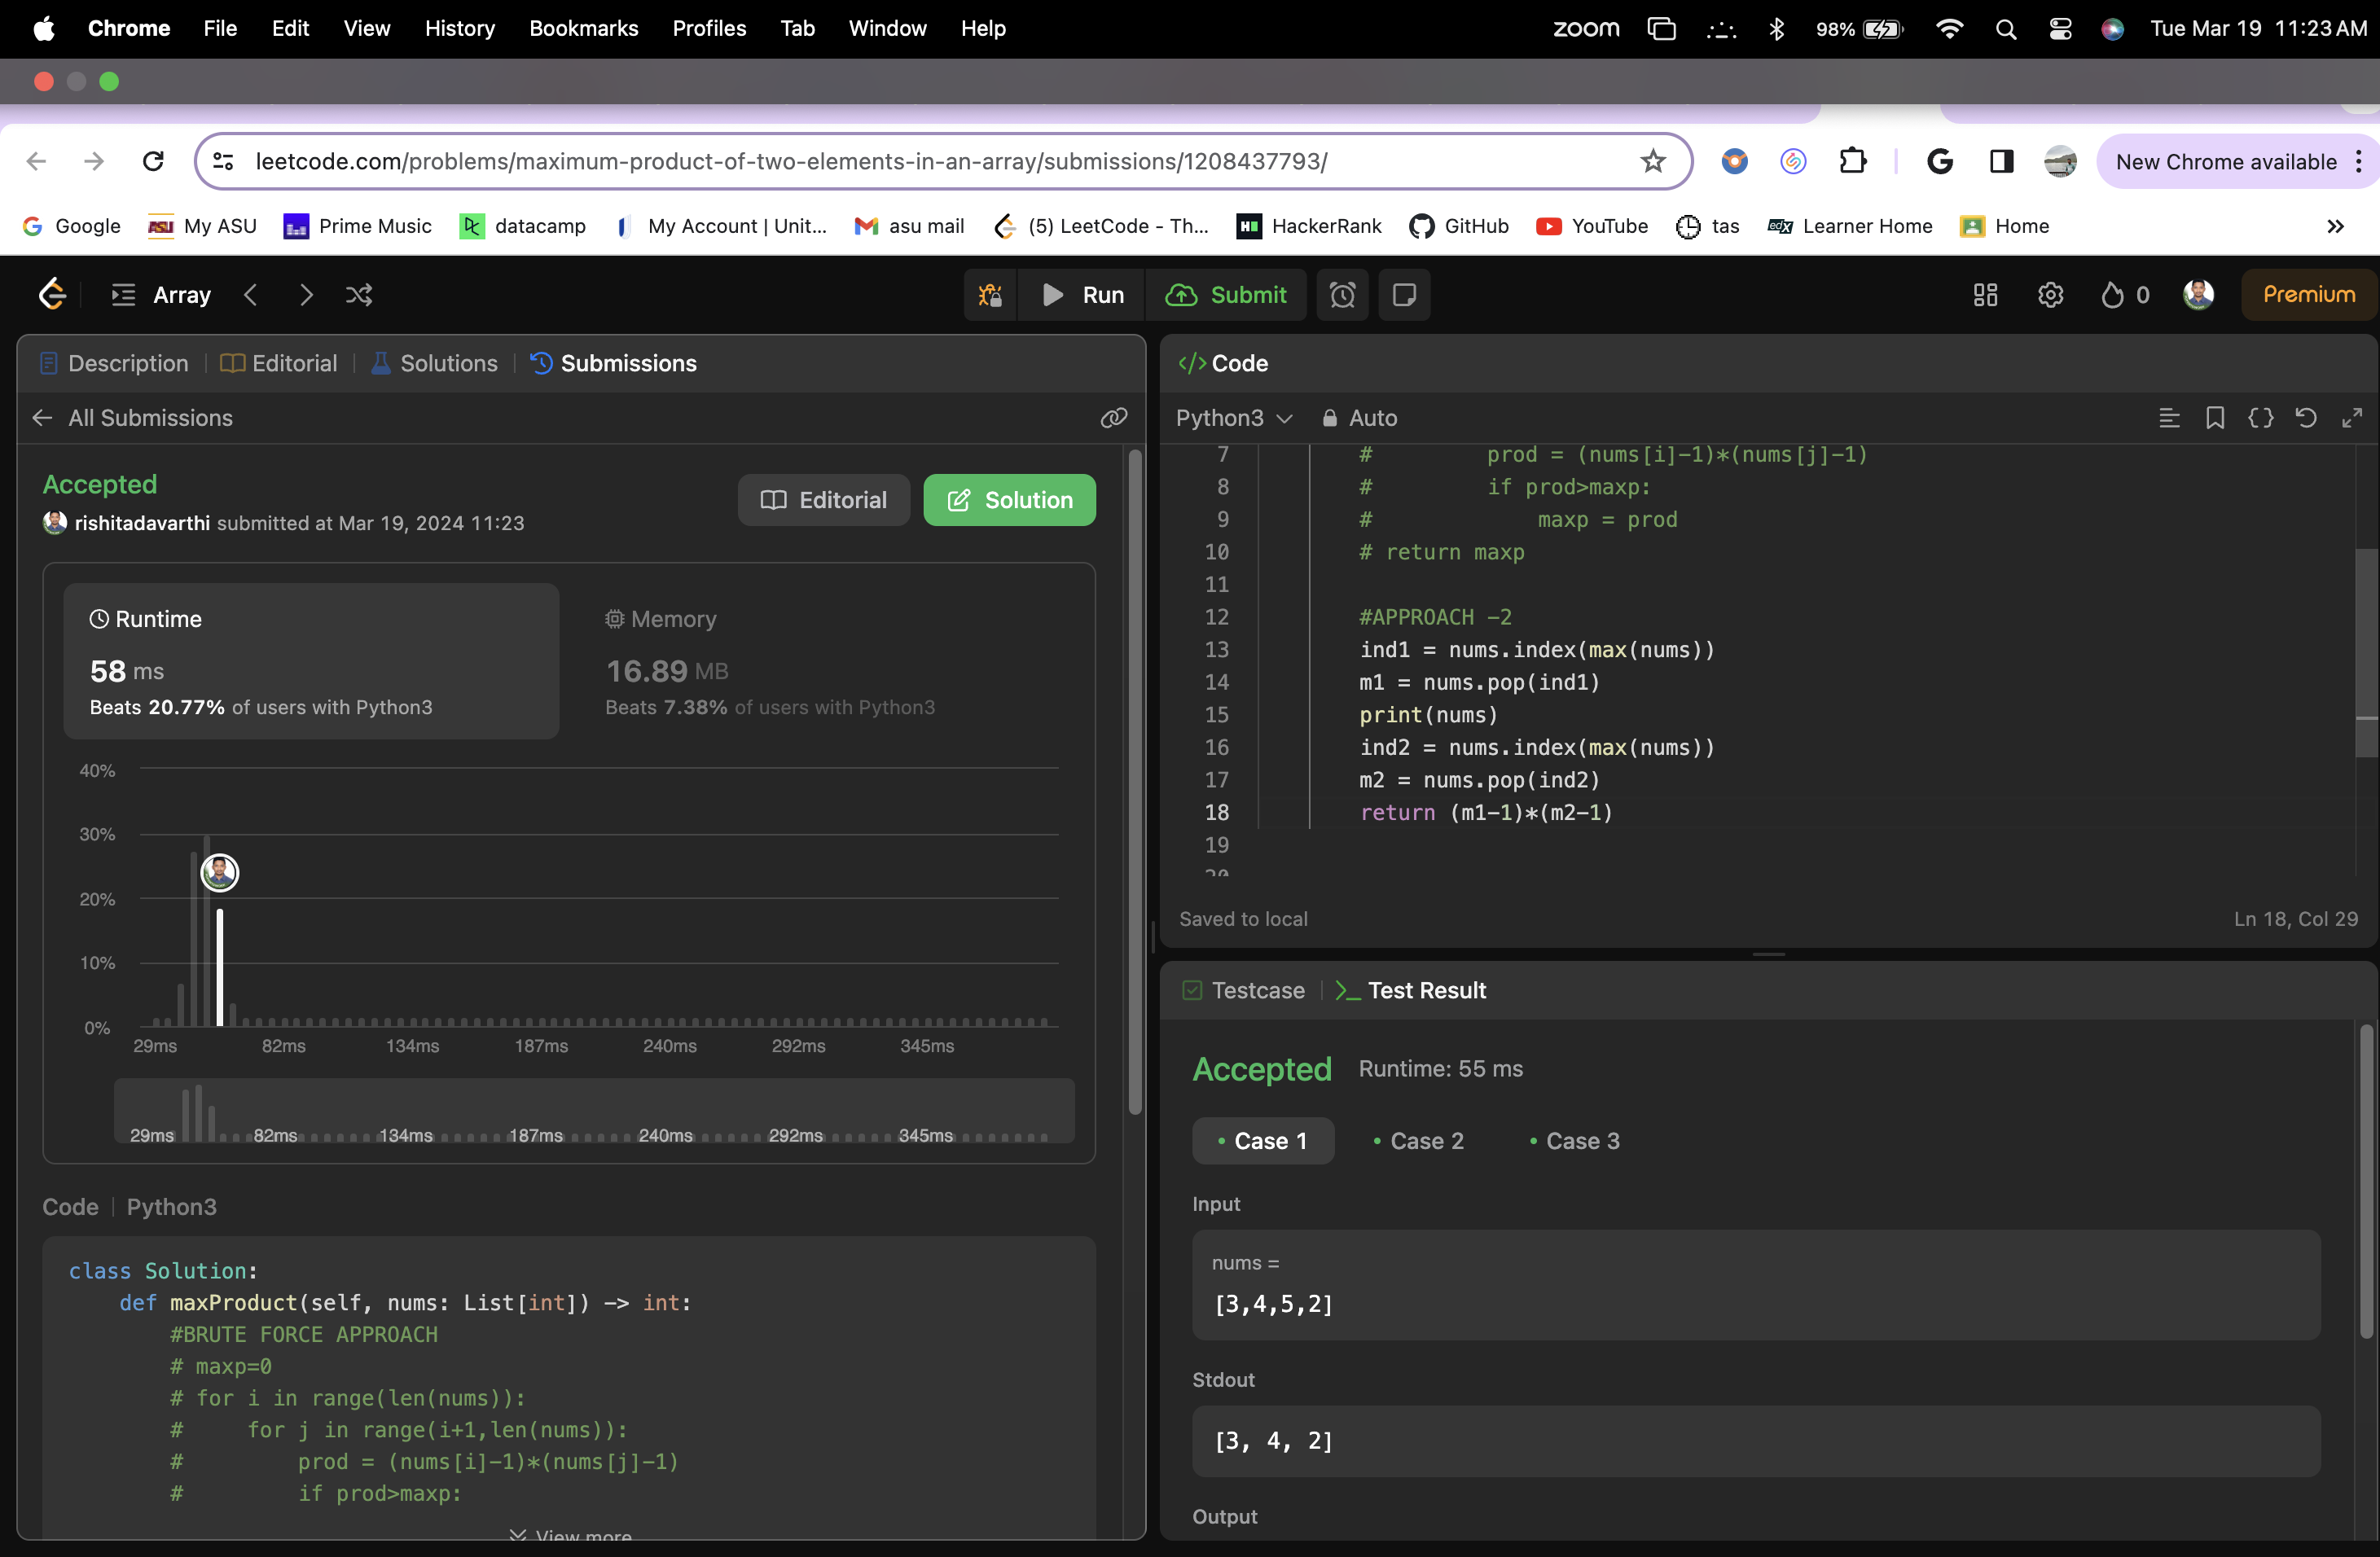 Chrome File Edit View History Bookmarks Profiles Tab Window Help zoom 98% Tue Mar 19 11:23 AM
leetcode.com/problems/maximum-product-of-two-elements-in-an-array/submissions/1208437793/ New Chrome available
Google My ASU Prime Music datacamp My Account | Unit... asu mail (5) LeetCode - Th... HackerRank GitHub YouTube tas Learner Home Home
Array Run Submit 0 Premium
Description Editorial Solutions Submissions
All Submissions
Accepted
rishitadavarthi submitted at Mar 19, 2024 11:23
Editorial Solution
Runtime
58 ms
Beats 20.77% of users with Python3
Memory
16.89 MB
Beats 7.38% of users with Python3
40%
30%
20%
10%
0%
29ms 82ms 134ms 187ms 240ms 292ms 345ms
29ms 82ms 134ms 187ms 240ms 292ms 345ms
Code | Python3
class Solution:
def maxProduct(self, nums: List[int]) -> int:
#BRUTE FORCE APPROACH
# maxp=0
# for i in range(len(nums)):
# for j in range(i+1,len(nums)):
# prod = (nums[i]-1)*(nums[j]-1)
# if prod>maxp:
View more
</> Code
Python3 Auto
7 # prod = (nums[i]-1)*(nums[j]-1)
8 # if prod>maxp:
9 # maxp = prod
10 # return maxp
11
12 #APPROACH -2
13 ind1 = nums.index(max(nums))
14 m1 = nums.pop(ind1)
15 print(nums)
16 ind2 = nums.index(max(nums))
17 m2 = nums.pop(ind2)
18 return (m1-1)*(m2-1)
19
20
Saved to local Ln 18, Col 29
Testcase >_ Test Result
Accepted Runtime: 55 ms
• Case 1 • Case 2 • Case 3
Input
nums =
[3,4,5,2]
Stdout
[3, 4, 2]
Output